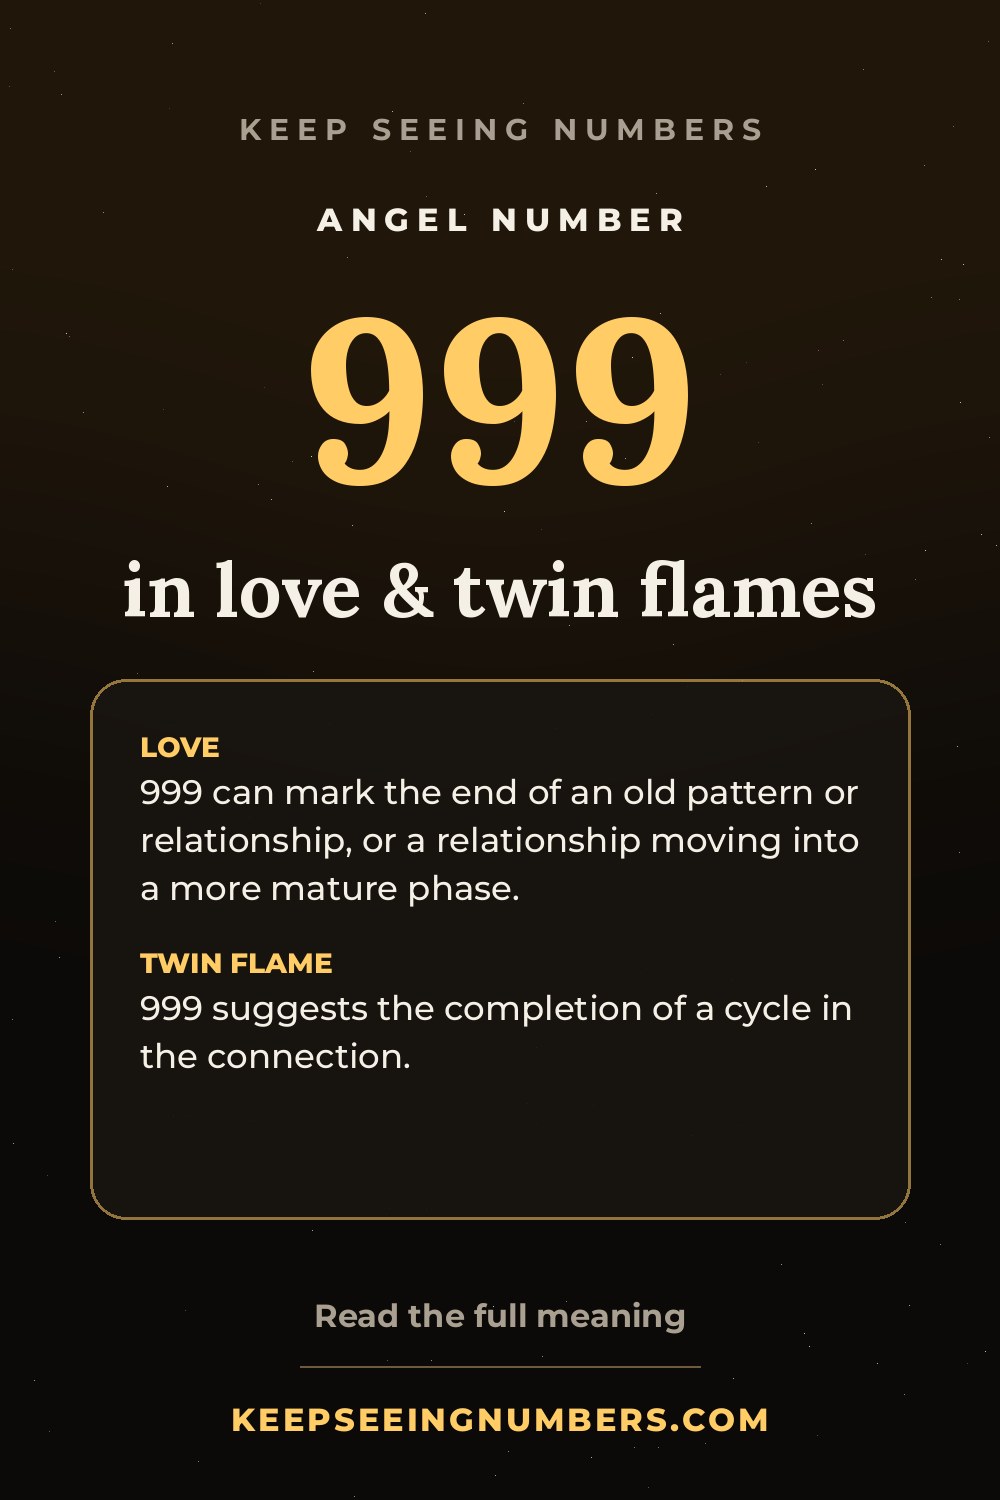 KEEP SEEING NUMBERS
ANGEL NUMBER
999
in love & twin flames
LOVE
999 can mark the end of an old pattern or
relationship, or a relationship moving into
a more mature phase.
TWIN FLAME
999 suggests the completion of a cycle in
the connection.
Read the full meaning
KEEPSEEINGNUMBERS.COM